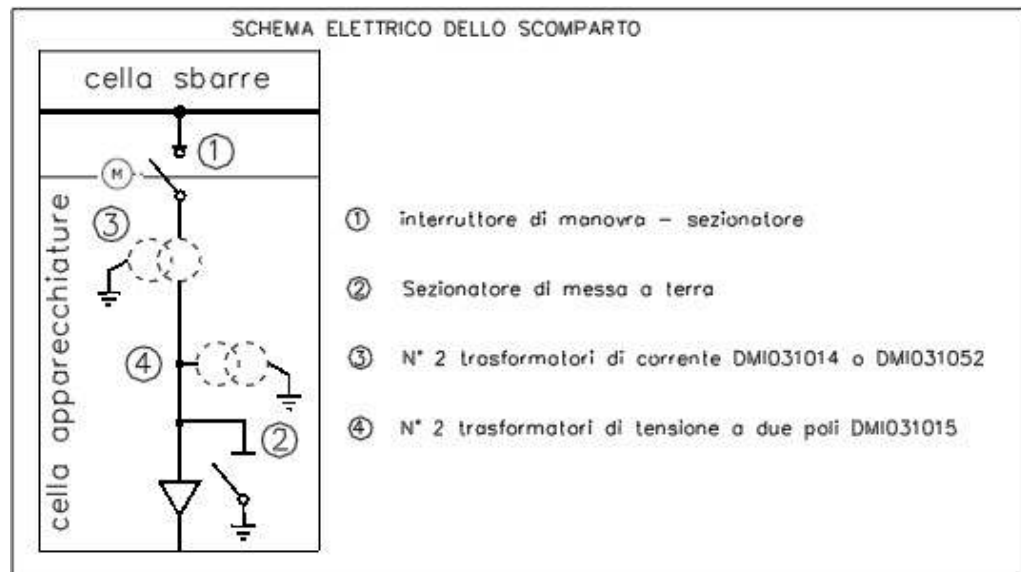 SCHEMA ELETTRICO DELLO SCOMPARTO
cella sbarre
1
M
3
cella apparecchiature
4
2
1 interruttore di manovra – sezionatore
2 Sezionatore di messa a terra
3 N° 2 trasformatori di corrente DMI031014 o DMI031052
4 N° 2 trasformatori di tensione a due poli DMI031015